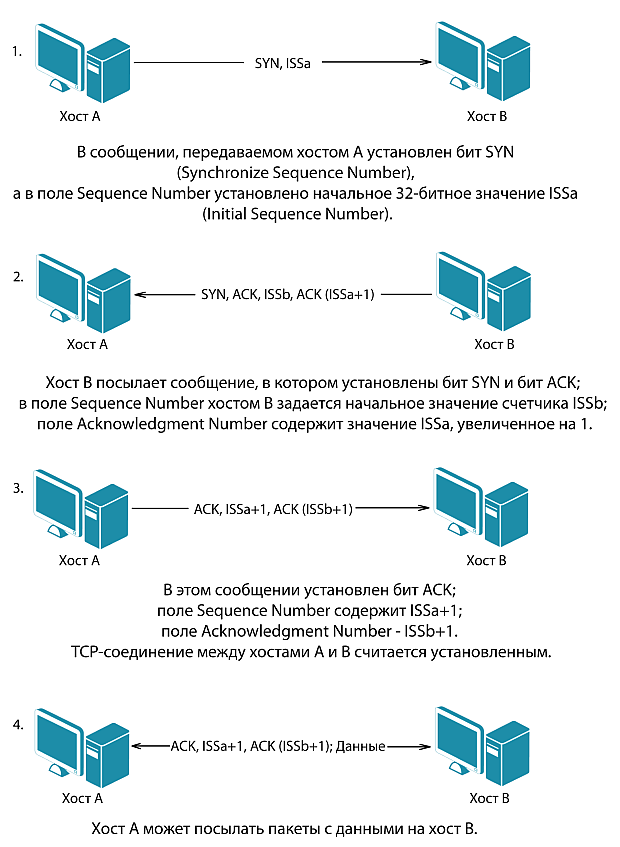 1.
SYN, ISSa
Хост A
Хост B
В сообщении, передаваемом хостом A установлен бит SYN
(Synchronize Sequence Number),
а в поле Sequence Number установлено начальное 32-битное значение ISSa
(Initial Sequence Number).
2.
SYN, ACK, ISSb, ACK (ISSa+1)
Хост A
Хост B
Хост B посылает сообщение, в котором установлены бит SYN и бит ACK;
в поле Sequence Number хостом B задается начальное значение счетчика ISSb;
поле Acknowledgment Number содержит значение ISSa, увеличенное на 1.
3.
ACK, ISSa+1, ACK (ISSb+1)
Хост A
Хост B
В этом сообщении установлен бит ACK;
поле Sequence Number содержит ISSa+1;
поле Acknowledgment Number - ISSb+1.
TCP-соединение между хостами A и B считается установленным.
4.
ACK, ISSa+1, ACK (ISSb+1); Данные
Хост A
Хост B
Хост A может посылать пакеты с данными на хост B.